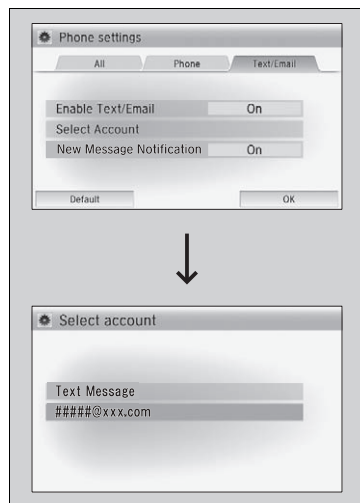 Phone settings
All Phone Text/Email
Enable Text/Email On
Select Account
New Message Notification On
Default OK
Select account
Text Message
#####@xxx.com